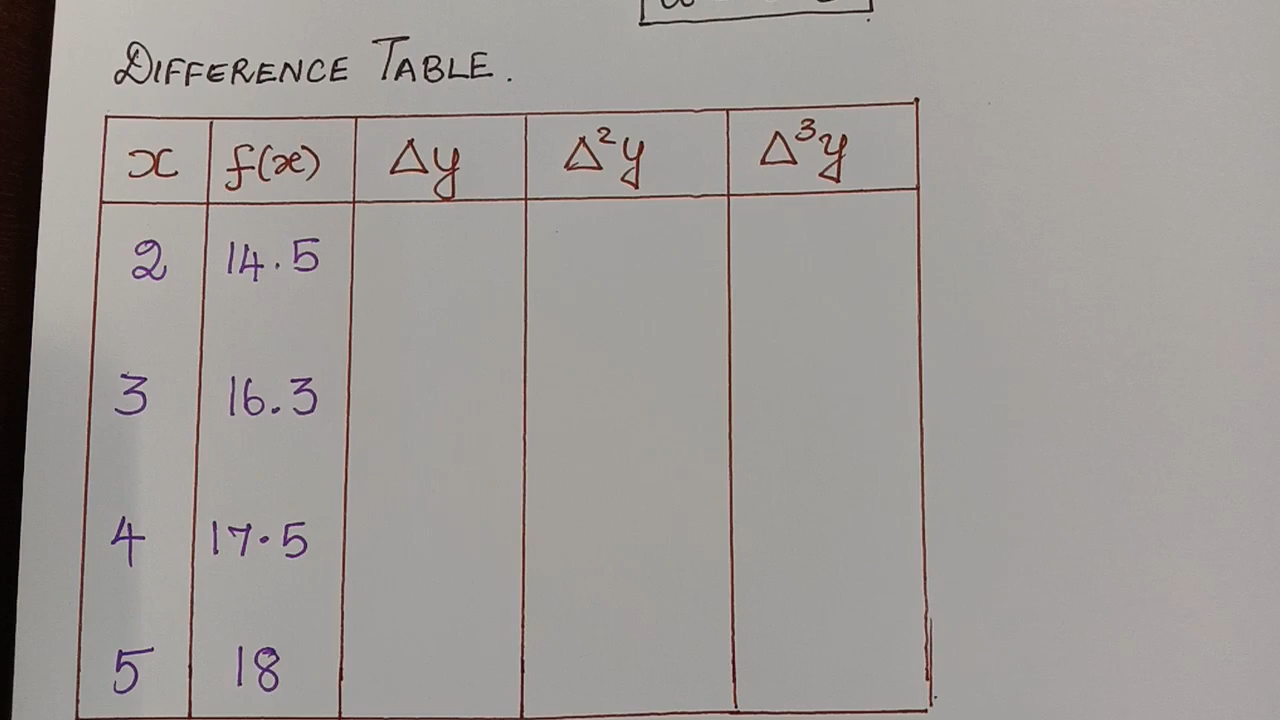 DIFFERENCE TABLE.
x f(x) Δy Δ²y Δ³y
2 14.5
3 16.3
4 17.5
5 18